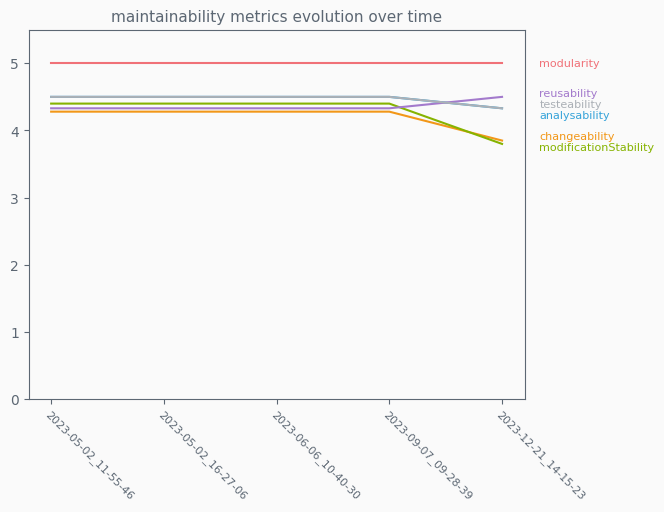 maintainability metrics evolution over time
5
4
3
2
1
0
modularity
reusability
testeability
analysability
changeability
modificationStability
2023-05-02_11-55-46
2023-05-02_16-27-06
2023-06-06_10-40-30
2023-09-07_09-28-39
2023-12-21_14-15-23